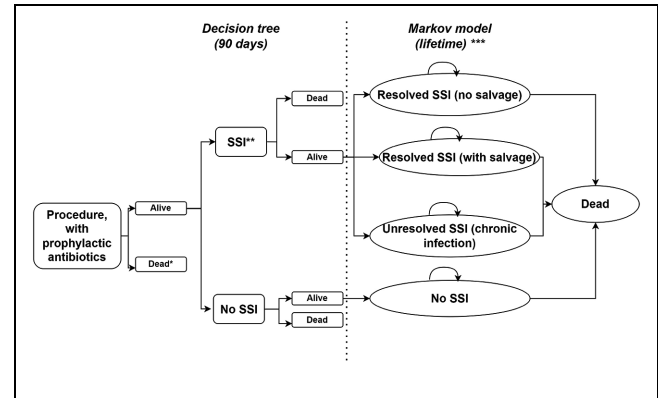 Decision tree
(90 days)
Markov model
(lifetime) ***
Dead
Resolved SSI (no salvage)
SSI**
Alive
Resolved SSI (with salvage)
Procedure,
with
prophylactic
antibiotics
Alive
Dead
Dead*
Unresolved SSI (chronic
infection)
No SSI
Alive
No SSI
Dead